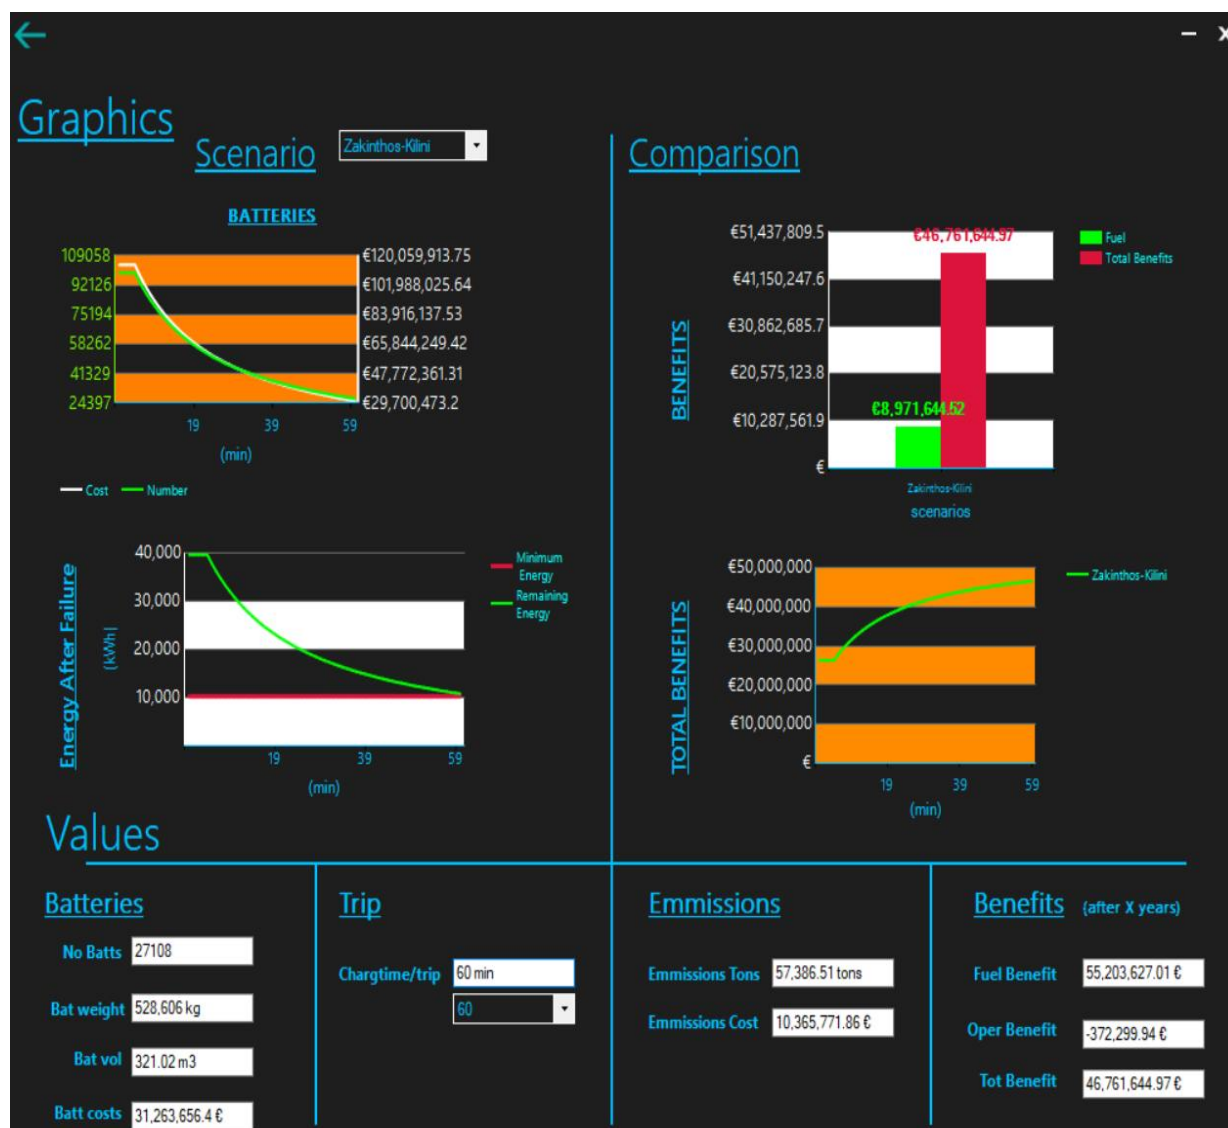 Graphics
Scenario
Zakinthos-Kilini
BATTERIES
109058
92126
75194
58262
41329
24397
€120,059,913.75
€101,988,025.64
€83,916,137.53
€65,844,249.42
€47,772,361.31
€29,700,473.2
19 39 59
(min)
Cost Number
Energy After Failure
(kWh)
40,000
30,000
20,000
10,000
19 39 59
(min)
Minimum
Energy
Remaining
Energy
Comparison
BENEFITS
€51,437,809.5
€41,150,247.6
€30,862,685.7
€20,575,123.8
€10,287,561.9
€
€46,761,644.97
€8,971,644.52
Fuel
Total Benefits
Zakinthos-Kilini
scenarios
TOTAL BENEFITS
€50,000,000
€40,000,000
€30,000,000
€20,000,000
€10,000,000
€
19 39 59
(min)
Zakinthos-Kilini
Values
Batteries
No Batts 27108
Bat weight 528,606 kg
Bat vol 321.02 m3
Batt costs 31,263,656.4 €
Trip
Chargtime/trip 60 min
60
Emmissions
Emmissions Tons 57,386.51 tons
Emmissions Cost 10,365,771.86 €
Benefits (after X years)
Fuel Benefit 55,203,627.01 €
Oper Benefit -372,299.94 €
Tot Benefit 46,761,644.97 €